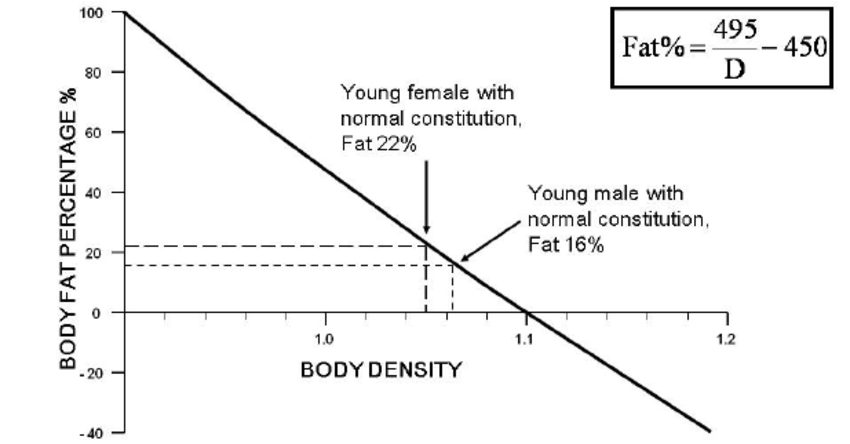 100
80
60
40
20
0
-20
-40
BODY FAT PERCENTAGE %
Fat% = 495/D − 450
Young female with
normal constitution,
Fat 22%
Young male with
normal constitution,
Fat 16%
1.0
1.1
1.2
BODY DENSITY